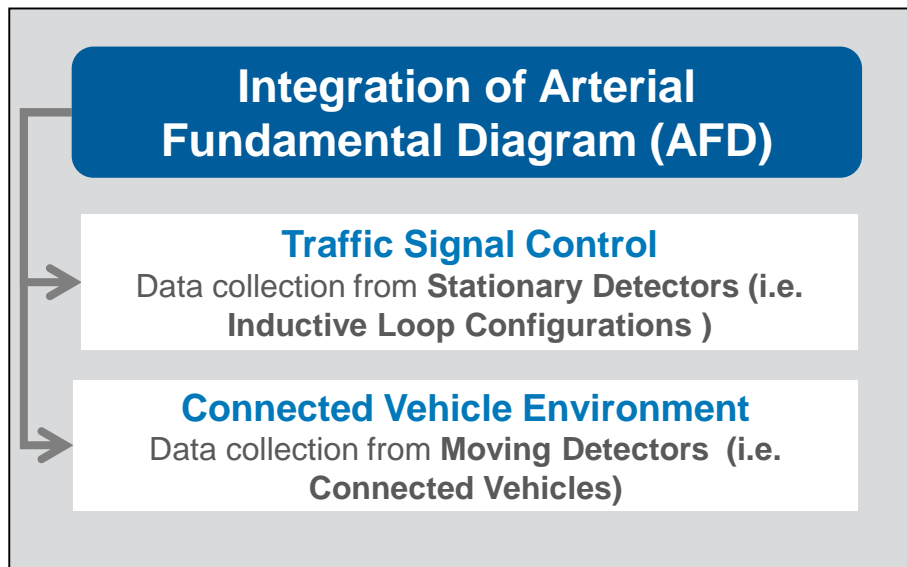 Integration of Arterial
Fundamental Diagram (AFD)
Traffic Signal Control
Data collection from Stationary Detectors (i.e.
Inductive Loop Configurations )
Connected Vehicle Environment
Data collection from Moving Detectors  (i.e.
Connected Vehicles)